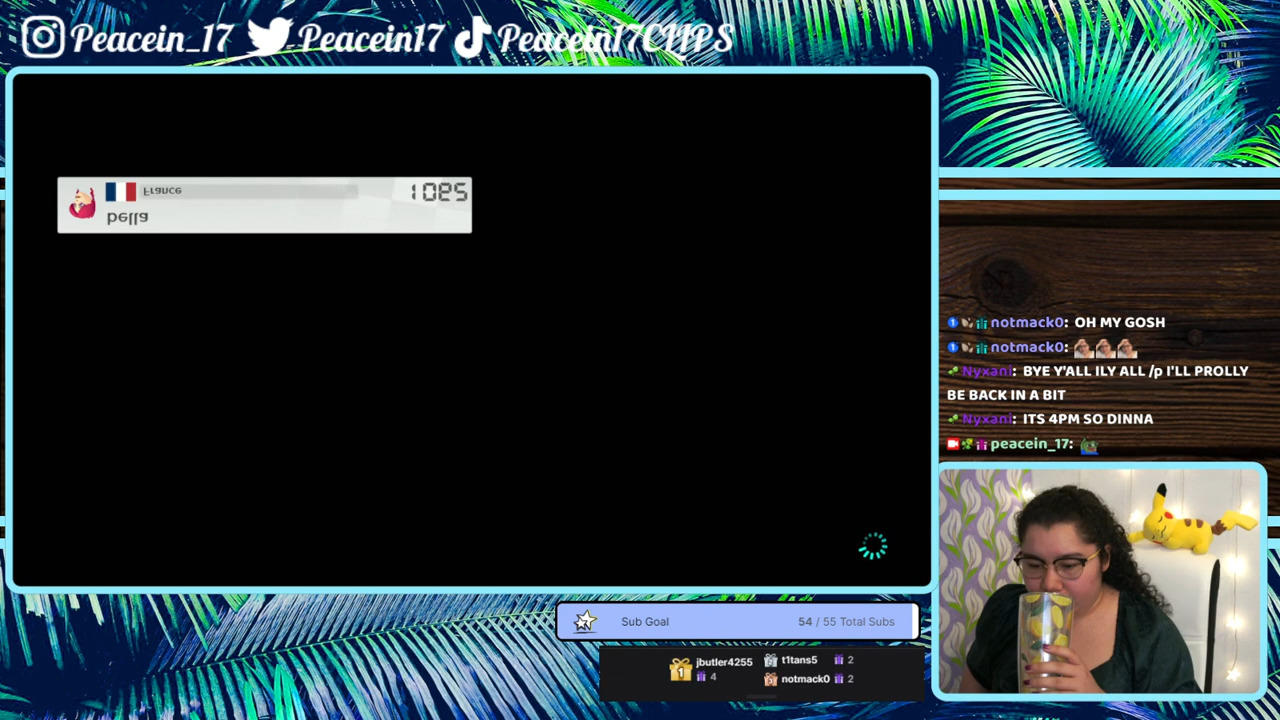 Peacein_17 Peacein17 Peacein17ClIPS
France 1065
bella
notmack0: OH MY GOSH
notmack0:
Nyxani: BYE Y'ALL ILY ALL /p I'LL PROLLY
BE BACK IN A BIT
Nyxani: ITS 4PM SO DINNA
peacein_17:
Sub Goal 54 / 55 Total Subs
1 jbutler4255 t1tans5 2
4 notmack0 2